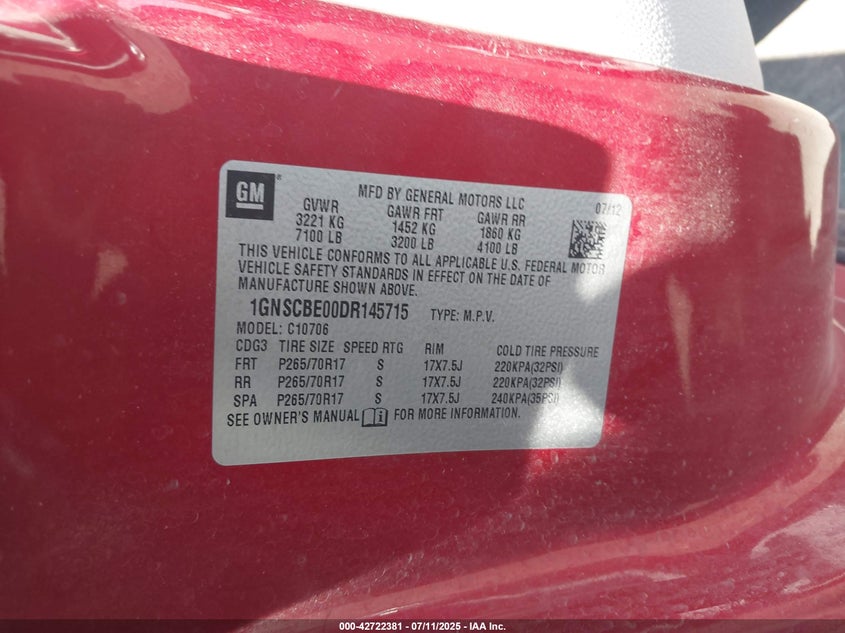 GM
MFD BY GENERAL MOTORS LLC 07/12
GVWR GAWR FRT GAWR RR
3221 KG 1452 KG 1860 KG
7100 LB 3200 LB 4100 LB
THIS VEHICLE CONFORMS TO ALL APPLICABLE U.S. FEDERAL MOTOR
VEHICLE SAFETY STANDARDS IN EFFECT ON THE DATE OF
MANUFACTURE SHOWN ABOVE.
1GNSCBE00DR145715 TYPE: M.P.V.
MODEL: C10706
CDG3 TIRE SIZE SPEED RTG RIM COLD TIRE PRESSURE
FRT P265/70R17 S 17X7.5J 220KPA(32PSI)
RR P265/70R17 S 17X7.5J 220KPA(32PSI)
SPA P265/70R17 S 17X7.5J 240KPA(35PSI)
SEE OWNER'S MANUAL i FOR MORE INFORMATION.
000-42722381 - 07/11/2025 - IAA Inc.